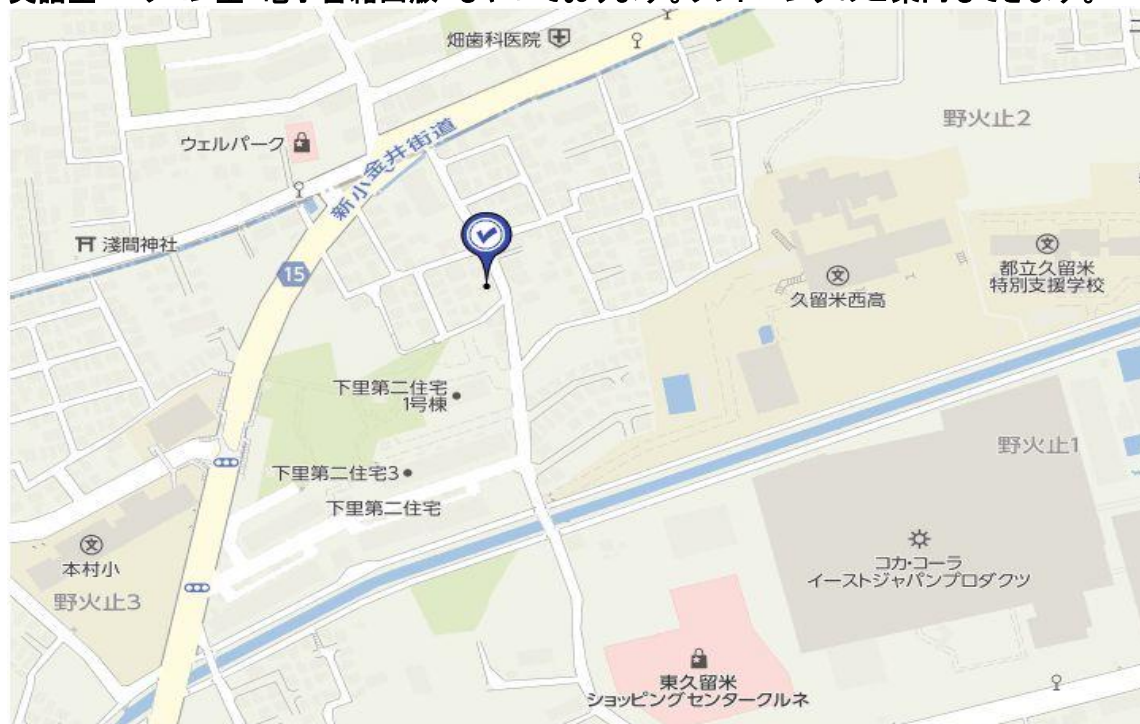 畑歯科医院
野火止2
ウェルパーク
新小金井街道
淺間神社
15
都立久留米
特別支援学校
久留米西高
下里第二住宅
1号棟
野火止1
下里第二住宅3
下里第二住宅
本村小
野火止3
コカ・コーラ
イーストジャパンプロダクツ
東久留米
ショッピングセンタークルネ